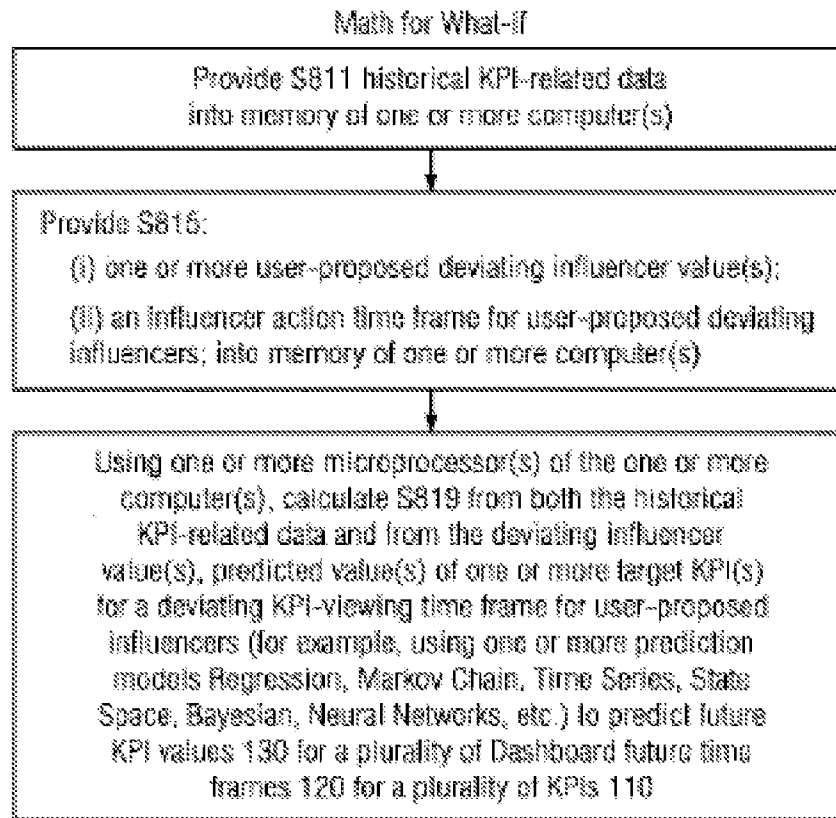 Math for What-If
Provide S811 historical KPI-related data
into memory of one or more computer(s)
Provide S815:
(i) one or more user-proposed deviating influencer value(s);
(ii) an influencer action time frame for user-proposed deviating
influencers; into memory of one or more computer(s)
Using one or more microprocessor(s) of the one or more
computer(s), calculate S819 from both the historical
KPI-related data and from the deviating influencer
value(s), predicted value(s) of one or more target KPI(s)
for a deviating KPI-viewing time frame for user-proposed
influencers (for example, using one or more prediction
models Regression, Markov Chain, Time Series, State
Space, Bayesian, Neural Networks, etc.) to predict future
KPI values 130 for a plurality of Dashboard future time
frames 120 for a plurality of KPIs 110